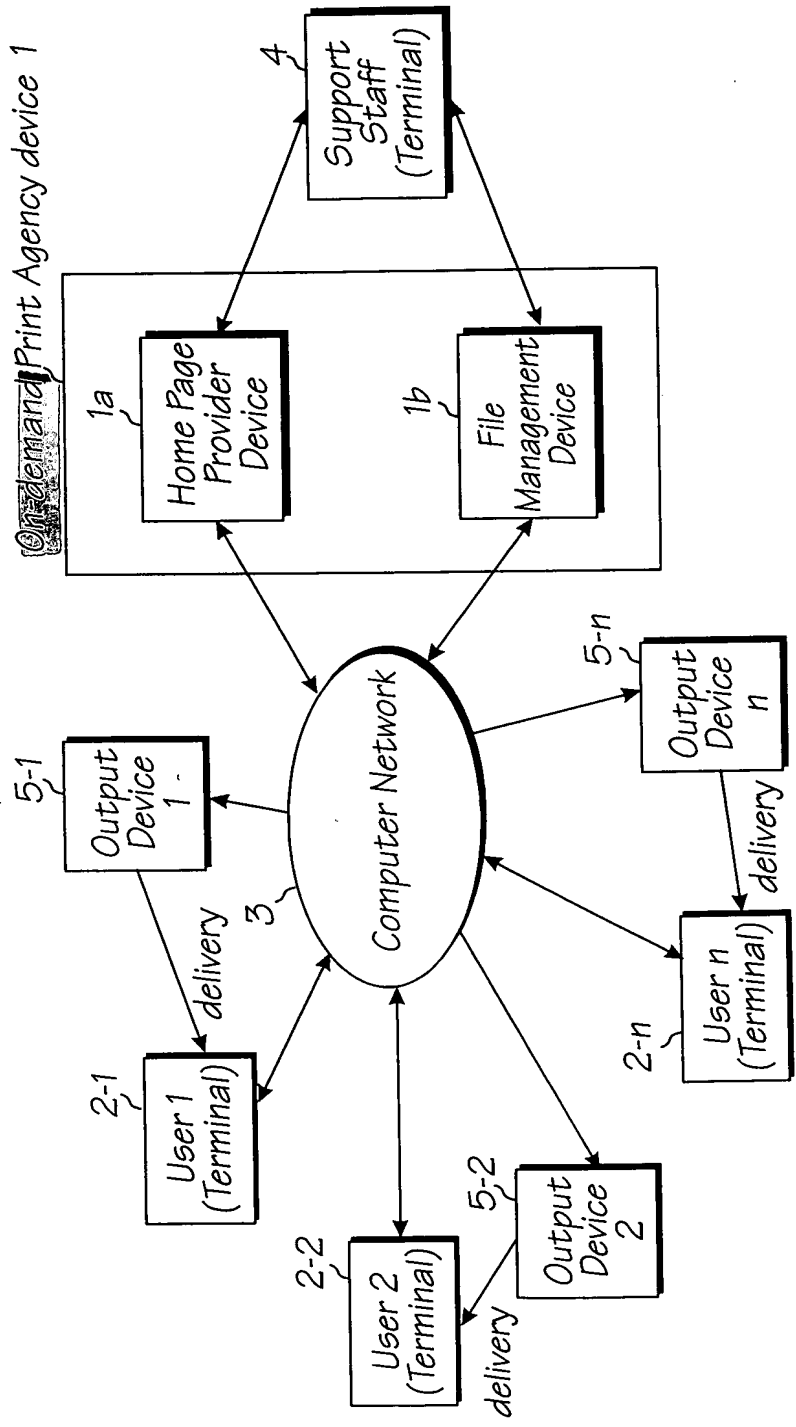 On-demand Print Agency device 1
4
Support
Staff
(Terminal)
1a
Home Page
Provider
Device
1b
File
Management
Device
5-1
Output
Device
1
5-n
Output
Device
n
3
Computer Network
delivery
delivery
2-1
User 1
(Terminal)
2-n
User n
(Terminal)
2-2
User 2
(Terminal)
5-2
Output
Device
2
delivery